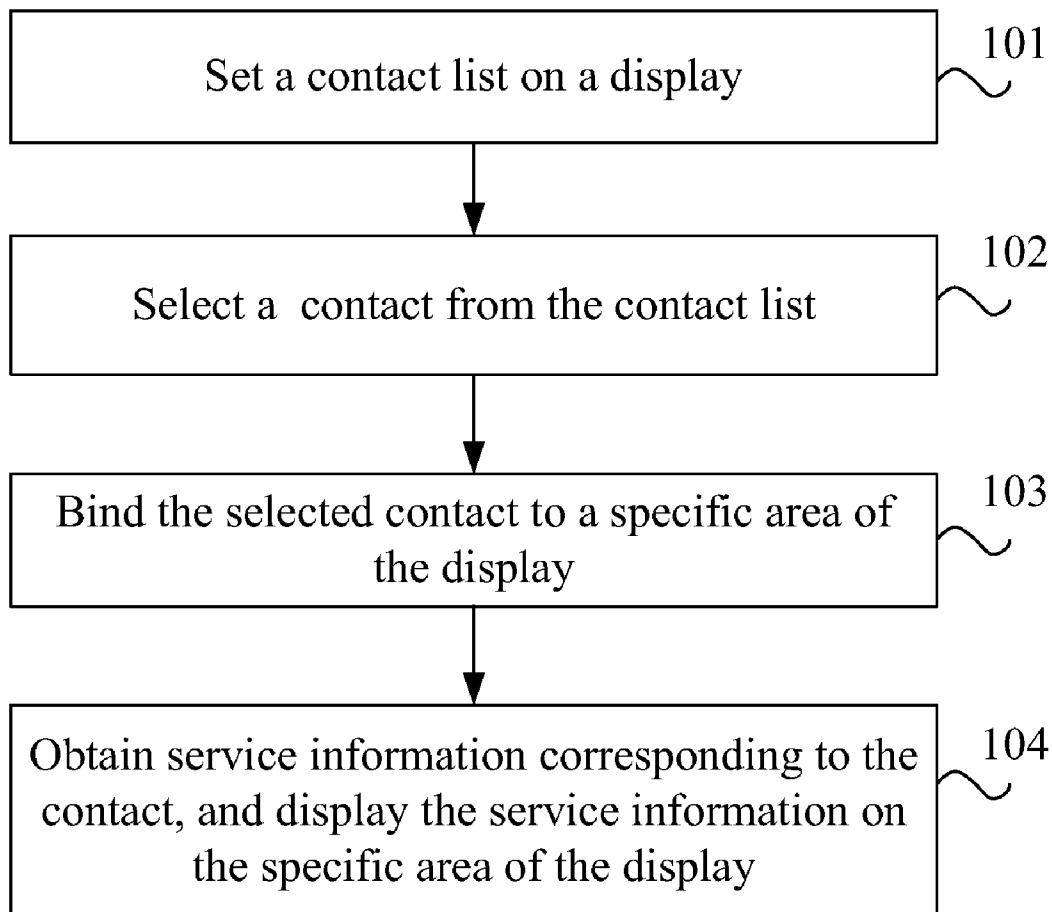 Set a contact list on a display
101
Select a contact from the contact list
102
Bind the selected contact to a specific area of
the display
103
Obtain service information corresponding to the
contact, and display the service information on
the specific area of the display
104